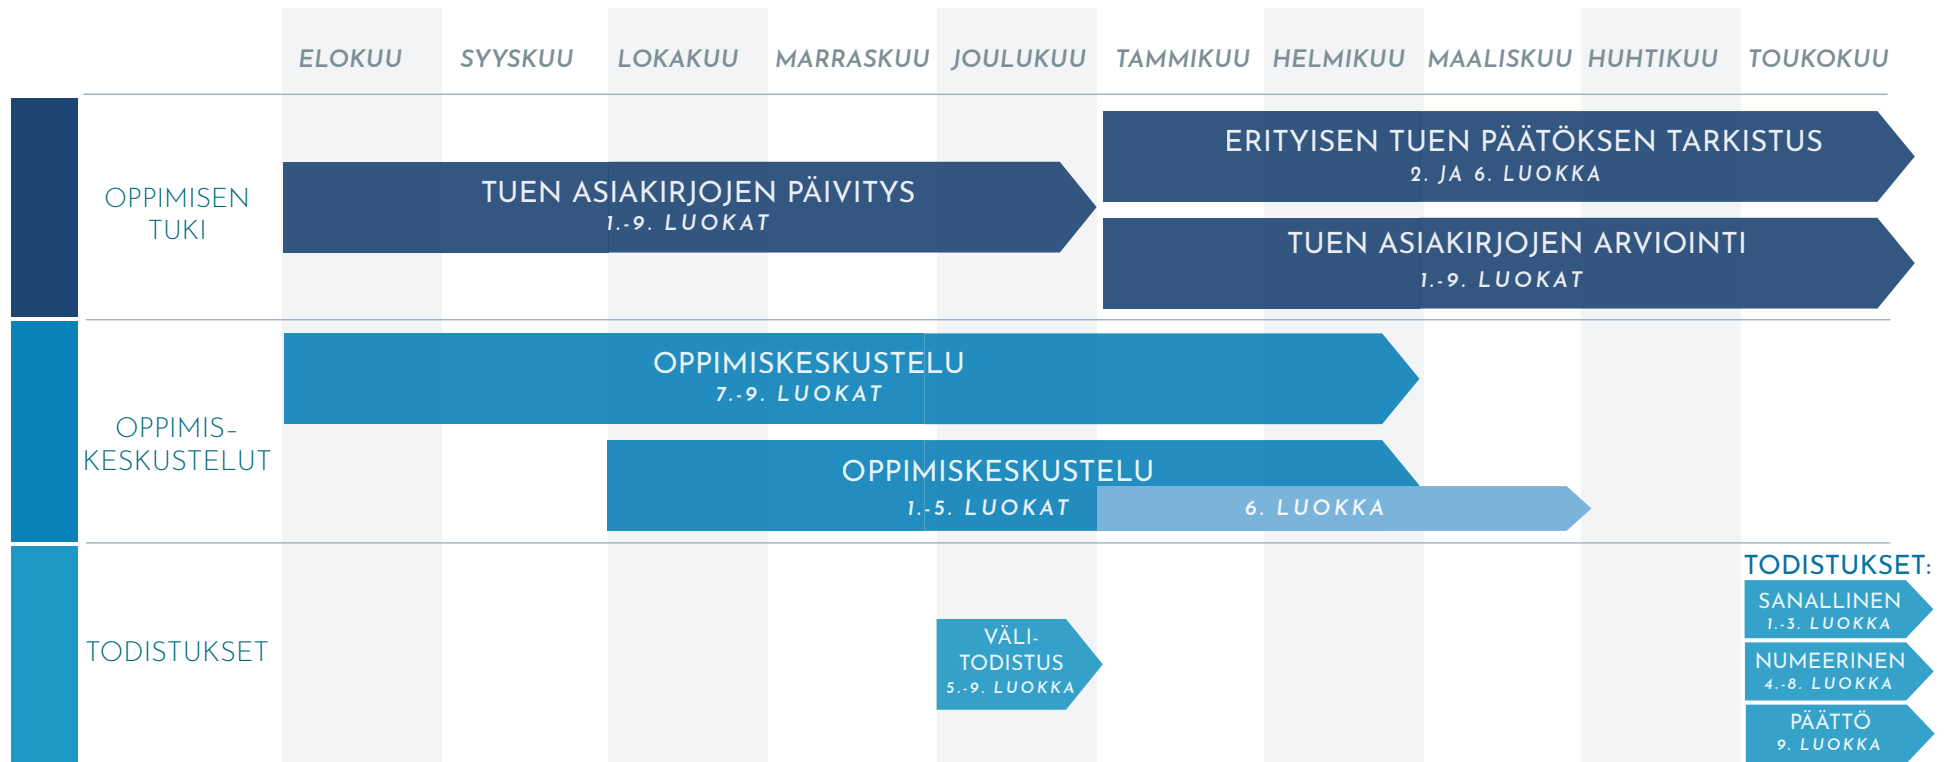 ELOKUU SYYSKUU LOKAKUU MARRASKUU JOULUKUU TAMMIKUU HELMIKUU MAALISKUU HUHTIKUU TOUKOKUU
OPPIMISEN
TUKI
TUEN ASIAKIRJOJEN PÄIVITYS
1.-9. LUOKAT
ERITYISEN TUEN PÄÄTÖKSEN TARKISTUS
2. JA 6. LUOKKA
TUEN ASIAKIRJOJEN ARVIOINTI
1.-9. LUOKAT
OPPIMIS-
KESKUSTELUT
OPPIMISKESKUSTELU
7.-9. LUOKAT
OPPIMISKESKUSTELU
1.-5. LUOKAT
6. LUOKKA
TODISTUKSET
VÄLI-
TODISTUS
5.-9. LUOKKA
TODISTUKSET:
SANALLINEN
1.-3. LUOKKA
NUMEERINEN
4.-8. LUOKKA
PÄÄTTÖ
9. LUOKKA